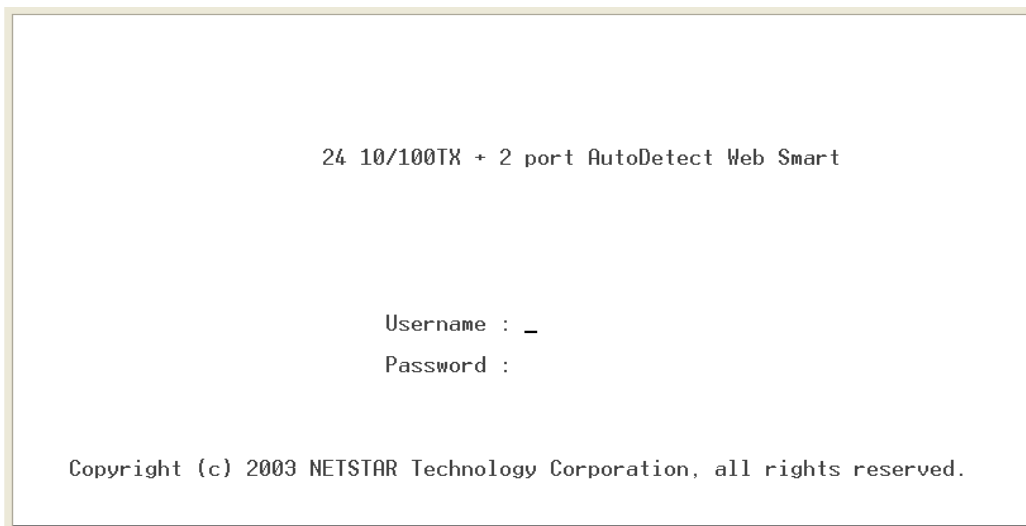 24 10/100TX + 2 port AutoDetect Web Smart
Username : _
Password :
Copyright (c) 2003 NETSTAR Technology Corporation, all rights reserved.